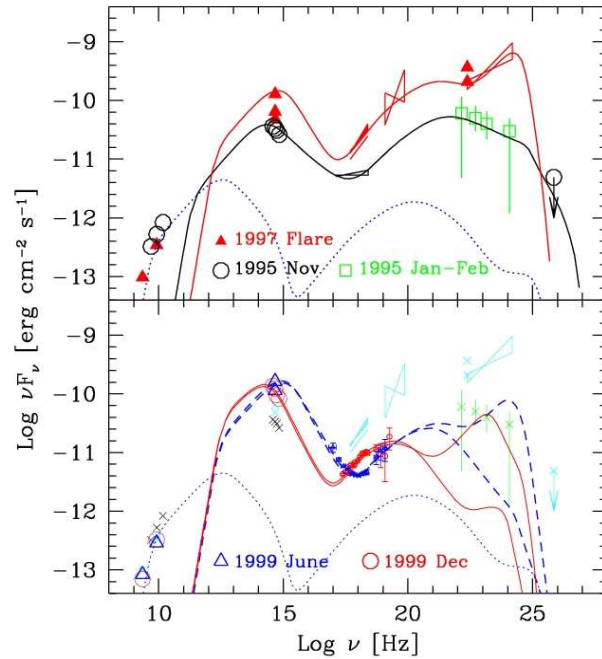 −9
−10
−11
−12
−13
1997 Flare
1995 Nov.
1995 Jan−Feb
Log νFν [erg cm−2 s−1]
−9
−10
−11
−12
−13
1999 June
1999 Dec
10
15
20
25
Log ν [Hz]